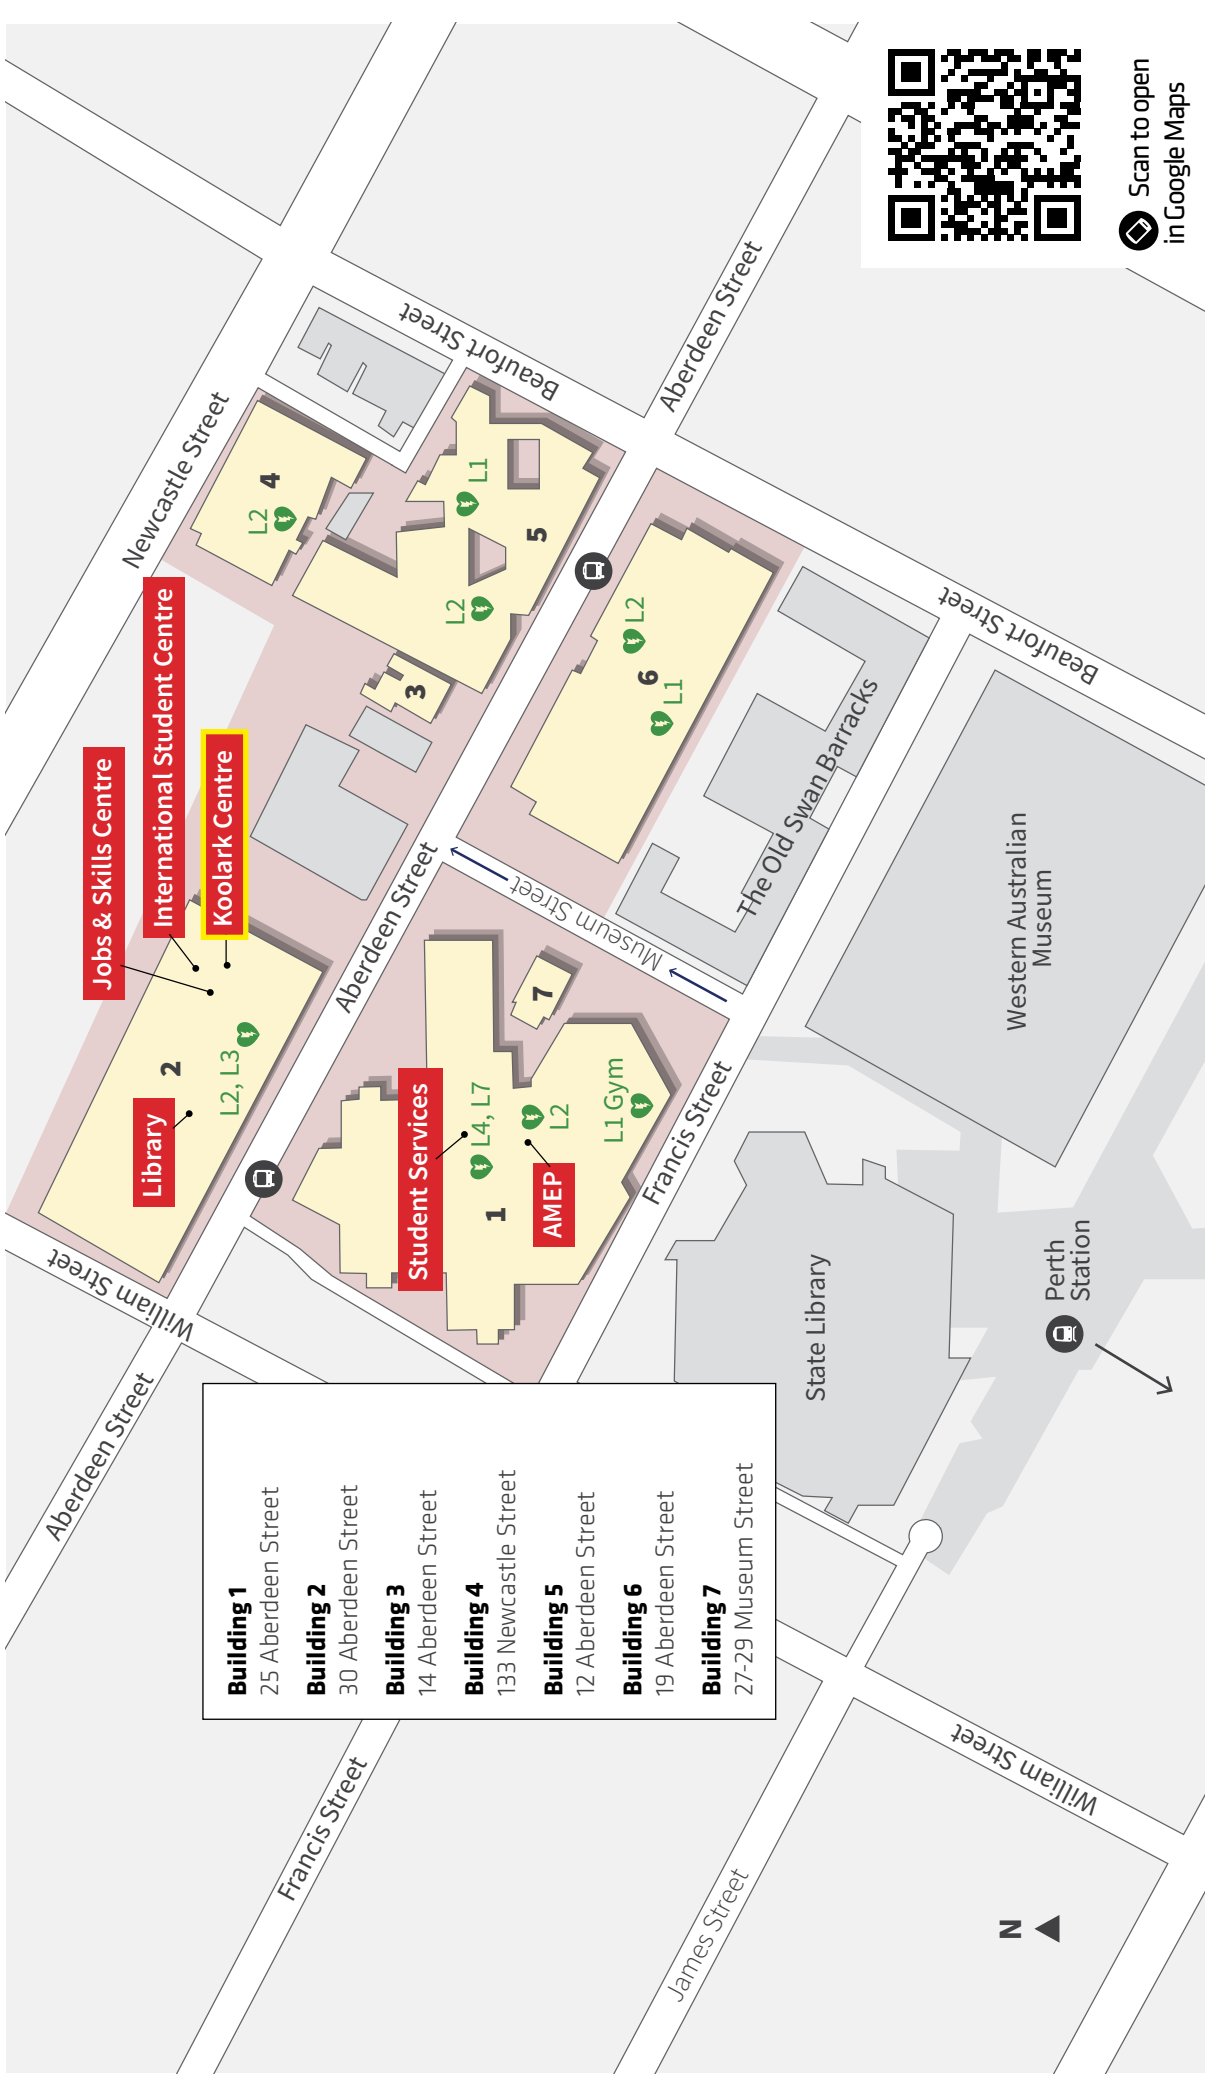 Newcastle Street
Beaufort Street
Aberdeen Street
Scan to open
in Google Maps
4
L2
L1
5
L2
3
International Student Centre
Jobs & Skills Centre
Koolark Centre
L2
6
L1
Beaufort Street
The Old Swan Barracks
Museum Street
Aberdeen Street
Western Australian
Museum
2
L2, L3
Library
7
Student Services
L4, L7
L2
L1 Gym
1
AMEP
Francis Street
William Street
State Library
Perth
Station
Aberdeen Street
Building 1
25 Aberdeen Street
Building 2
30 Aberdeen Street
Building 3
14 Aberdeen Street
Building 4
133 Newcastle Street
Building 5
12 Aberdeen Street
Building 6
19 Aberdeen Street
Building 7
27-29 Museum Street
Francis Street
James Street
William Street
N